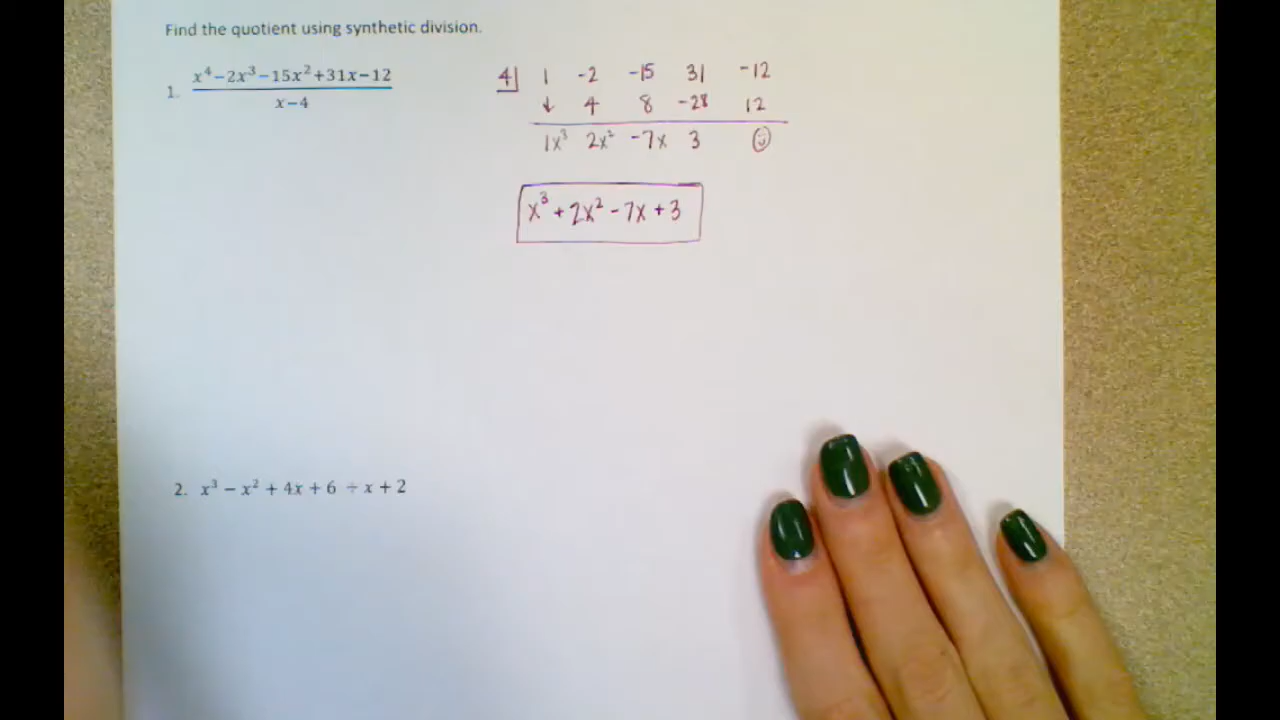 Find the quotient using synthetic division.
1. x⁴−2x³−15x²+31x−12
x−4
4 1 -2 -15 31 -12
↓ 4 8 -28 12
1x³ 2x² -7x 3
x³ + 2x² - 7x + 3
2. x³ − x² + 4x + 6 ÷ x + 2